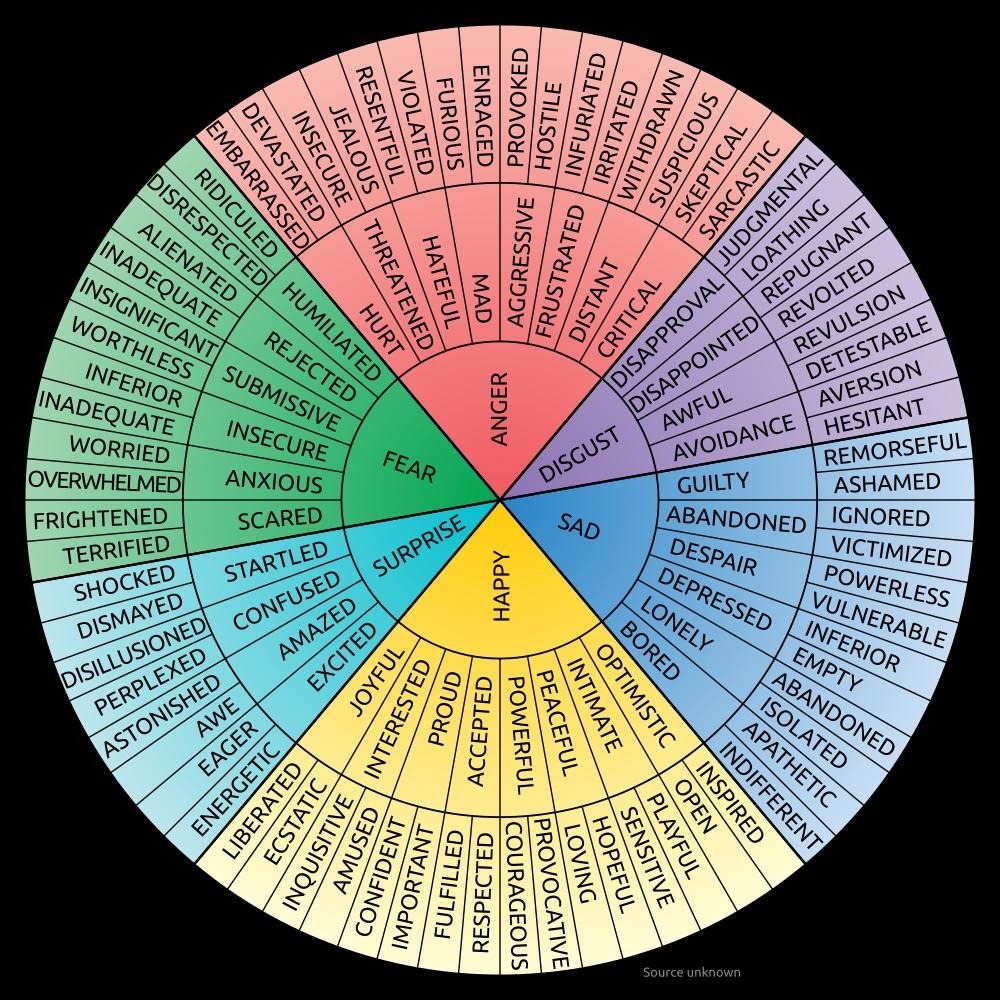 ANGER
DISGUST
SAD
HAPPY
SURPRISE
FEAR
HURT
THREATENED
HATEFUL
MAD
AGGRESSIVE
FRUSTRATED
DISTANT
CRITICAL
DISAPPROVAL
DISAPPOINTED
AWFUL
AVOIDANCE
GUILTY
ABANDONED
DESPAIR
DEPRESSED
LONELY
BORED
OPTIMISTIC
INTIMATE
PEACEFUL
POWERFUL
ACCEPTED
PROUD
INTERESTED
JOYFUL
EXCITED
AMAZED
CONFUSED
STARTLED
SCARED
ANXIOUS
INSECURE
SUBMISSIVE
REJECTED
HUMILIATED
EMBARRASSED
DEVASTATED
INSECURE
JEALOUS
RESENTFUL
VIOLATED
FURIOUS
ENRAGED
PROVOKED
HOSTILE
INFURIATED
IRRITATED
WITHDRAWN
SUSPICIOUS
SKEPTICAL
SARCASTIC
JUDGMENTAL
LOATHING
REPUGNANT
REVOLTED
REVULSION
DETESTABLE
AVERSION
HESITANT
REMORSEFUL
ASHAMED
IGNORED
VICTIMIZED
POWERLESS
VULNERABLE
INFERIOR
EMPTY
ABANDONED
ISOLATED
APATHETIC
INDIFFERENT
INSPIRED
OPEN
PLAYFUL
SENSITIVE
HOPEFUL
LOVING
PROVOCATIVE
COURAGEOUS
RESPECTED
FULFILLED
IMPORTANT
CONFIDENT
AMUSED
INQUISITIVE
ECSTATIC
LIBERATED
ENERGETIC
EAGER
AWE
ASTONISHED
PERPLEXED
DISILLUSIONED
DISMAYED
SHOCKED
TERRIFIED
FRIGHTENED
OVERWHELMED
WORRIED
INADEQUATE
INFERIOR
WORTHLESS
INSIGNIFICANT
INADEQUATE
ALIENATED
DISRESPECTED
RIDICULED
Source unknown